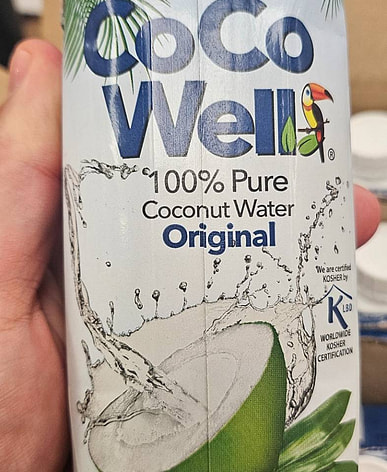 CoCo
Well
®
100% Pure
Coconut Water
Original
We are certified
KOSHER by
K LBD
WORLDWIDE
KOSHER
CERTIFICATION